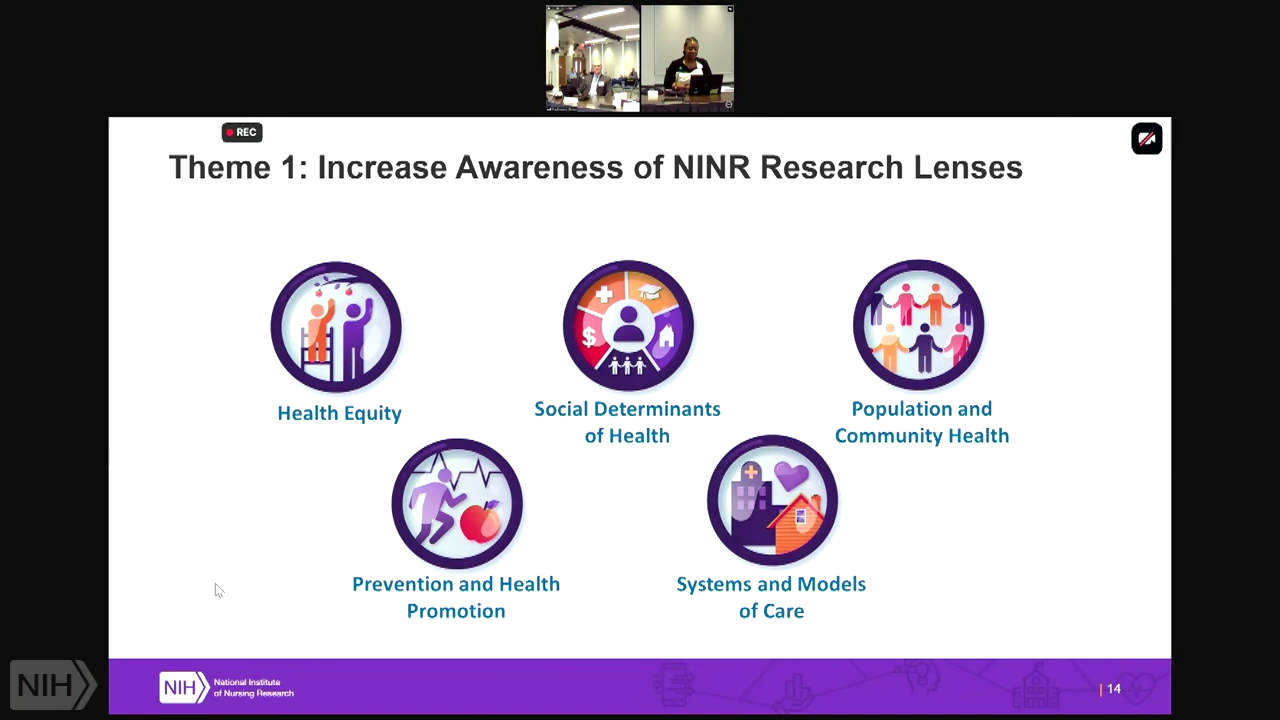 REC
Theme 1: Increase Awareness of NINR Research Lenses
Health Equity
Social Determinants
of Health
Population and
Community Health
Prevention and Health
Promotion
Systems and Models
of Care
NIH
NIH
National Institute
of Nursing Research
14